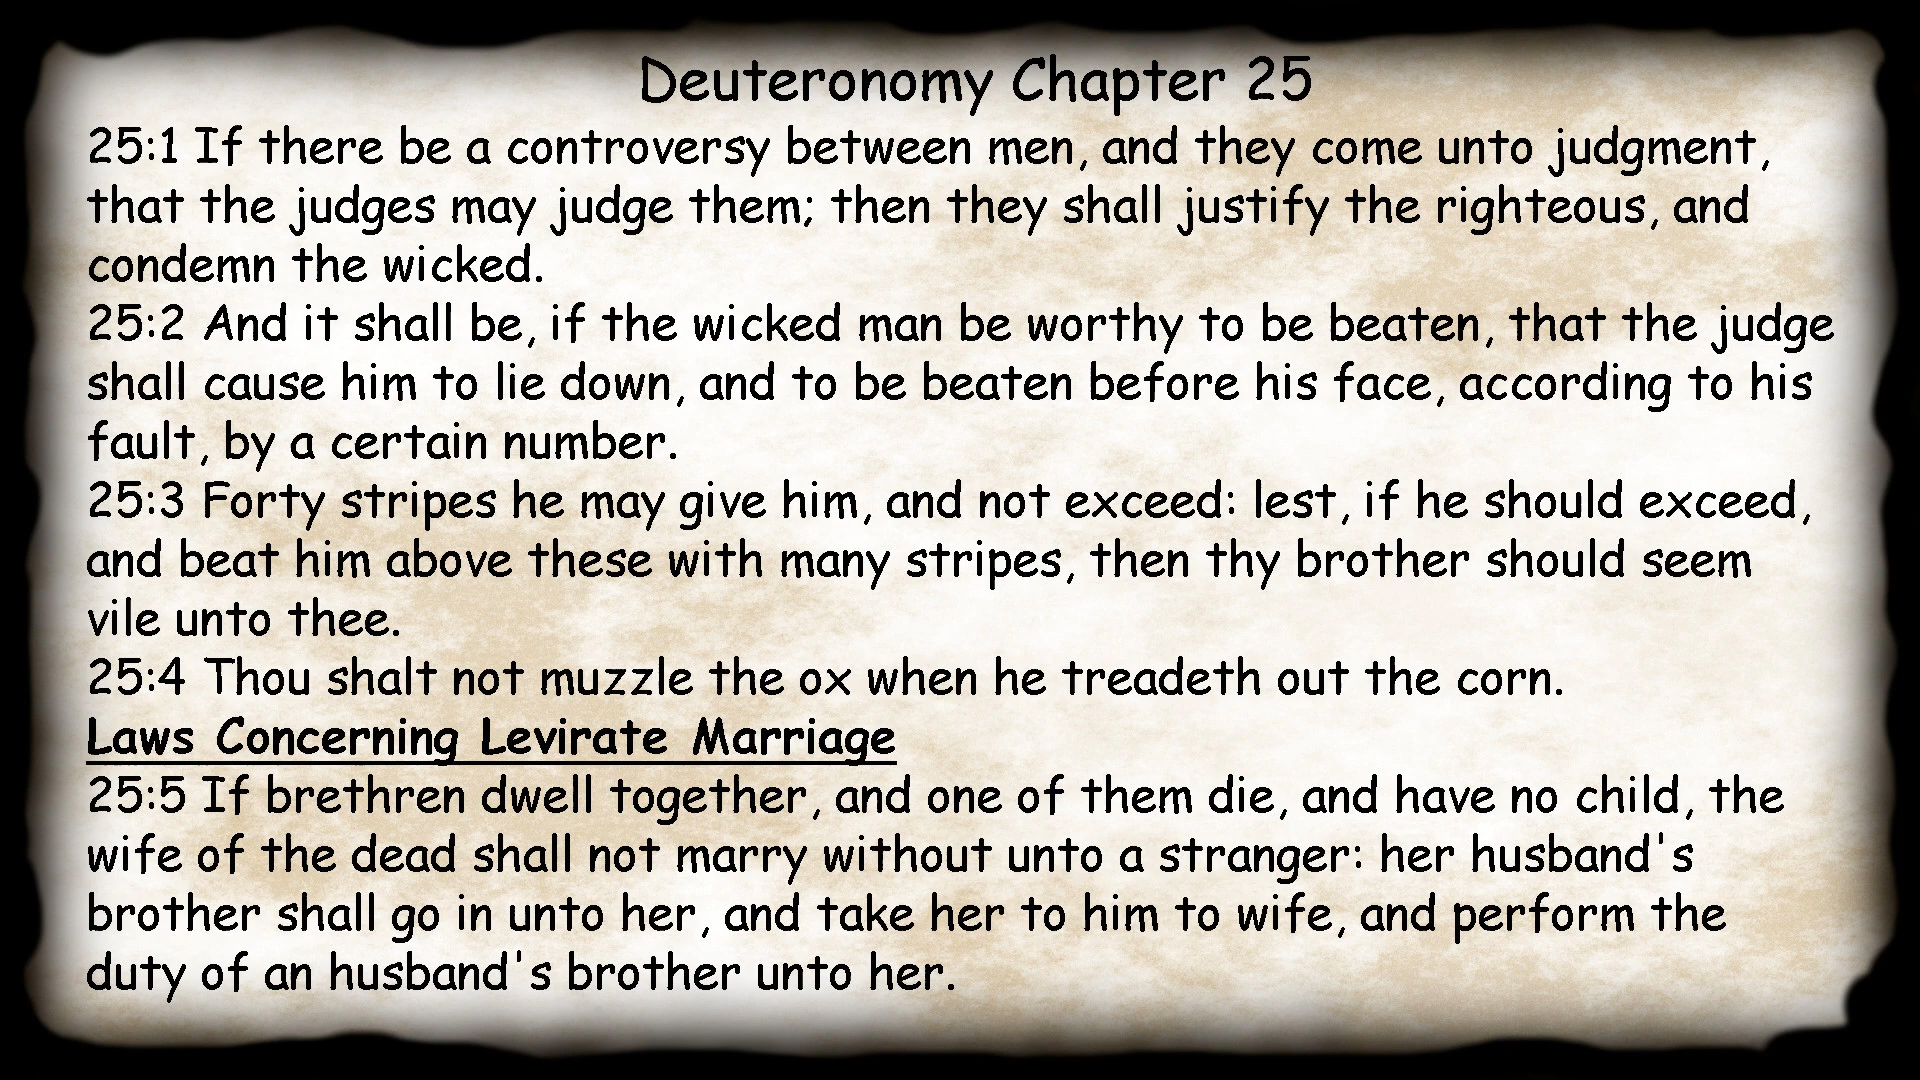 Deuteronomy Chapter 25
25:1 If there be a controversy between men, and they come unto judgment,
that the judges may judge them; then they shall justify the righteous, and
condemn the wicked.
25:2 And it shall be, if the wicked man be worthy to be beaten, that the judge
shall cause him to lie down, and to be beaten before his face, according to his
fault, by a certain number.
25:3 Forty stripes he may give him, and not exceed: lest, if he should exceed,
and beat him above these with many stripes, then thy brother should seem
vile unto thee.
25:4 Thou shalt not muzzle the ox when he treadeth out the corn.
Laws Concerning Levirate Marriage
25:5 If brethren dwell together, and one of them die, and have no child, the
wife of the dead shall not marry without unto a stranger: her husband's
brother shall go in unto her, and take her to him to wife, and perform the
duty of an husband's brother unto her.